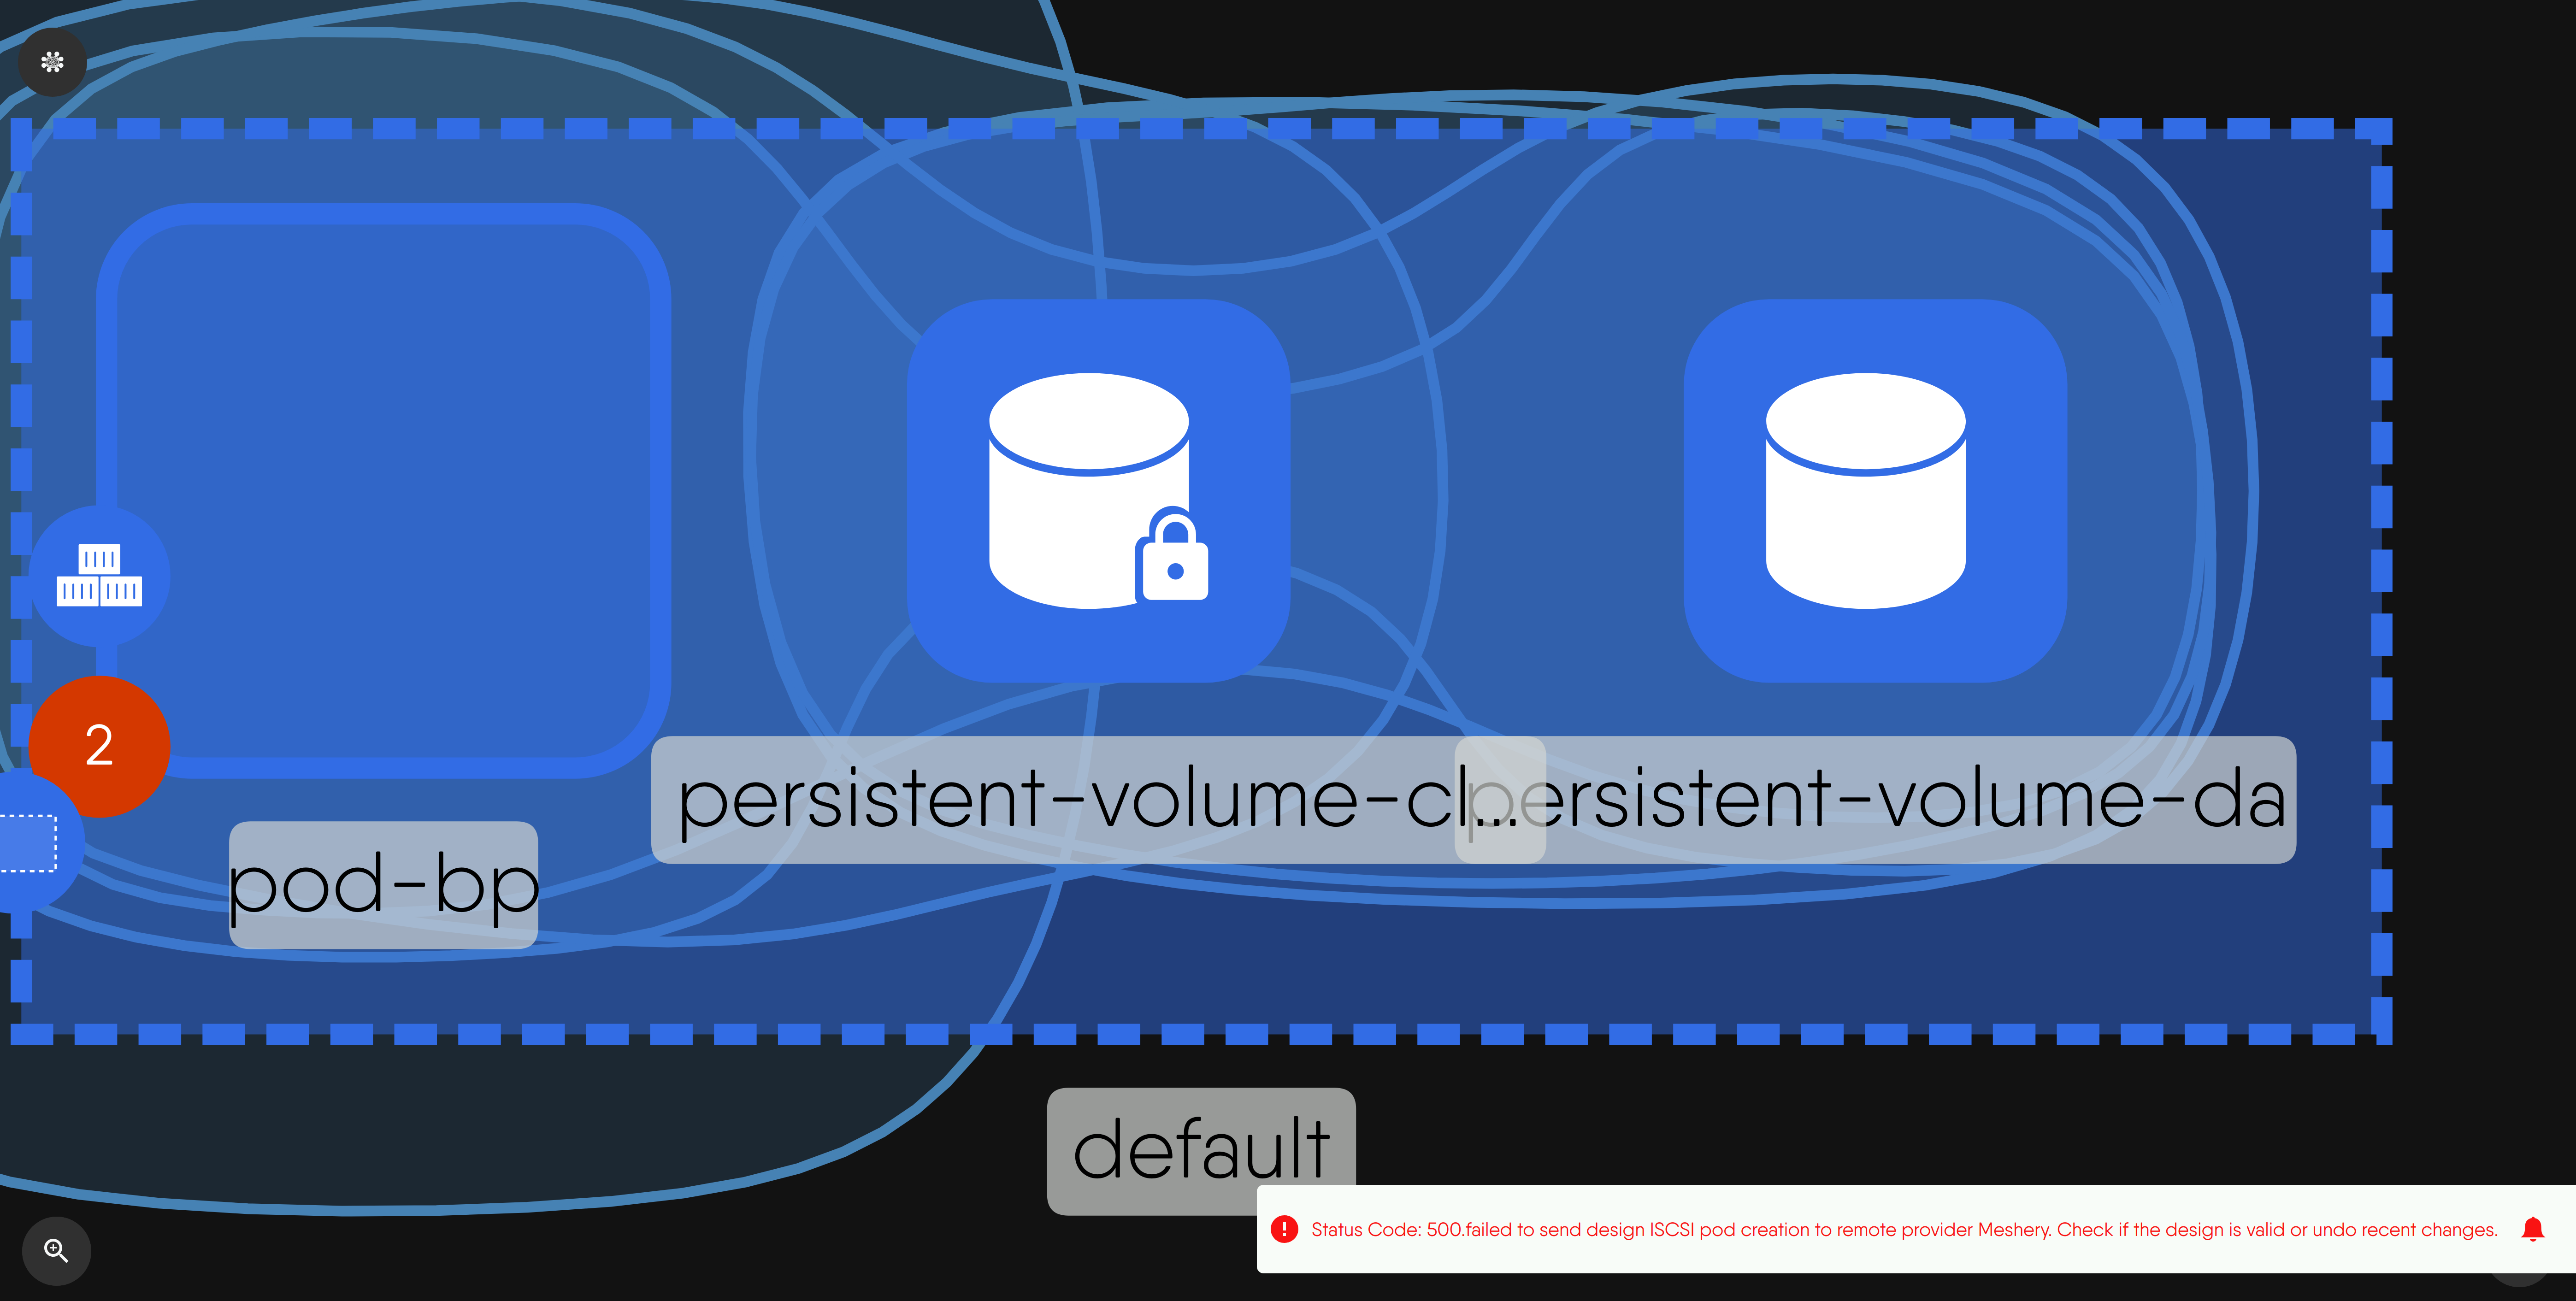 2
persistent-volume-cl...
persistent-volume-da
pod-bp
default
Status Code: 500.failed to send design ISCSI pod creation to remote provider Meshery. Check if the design is valid or undo recent changes.